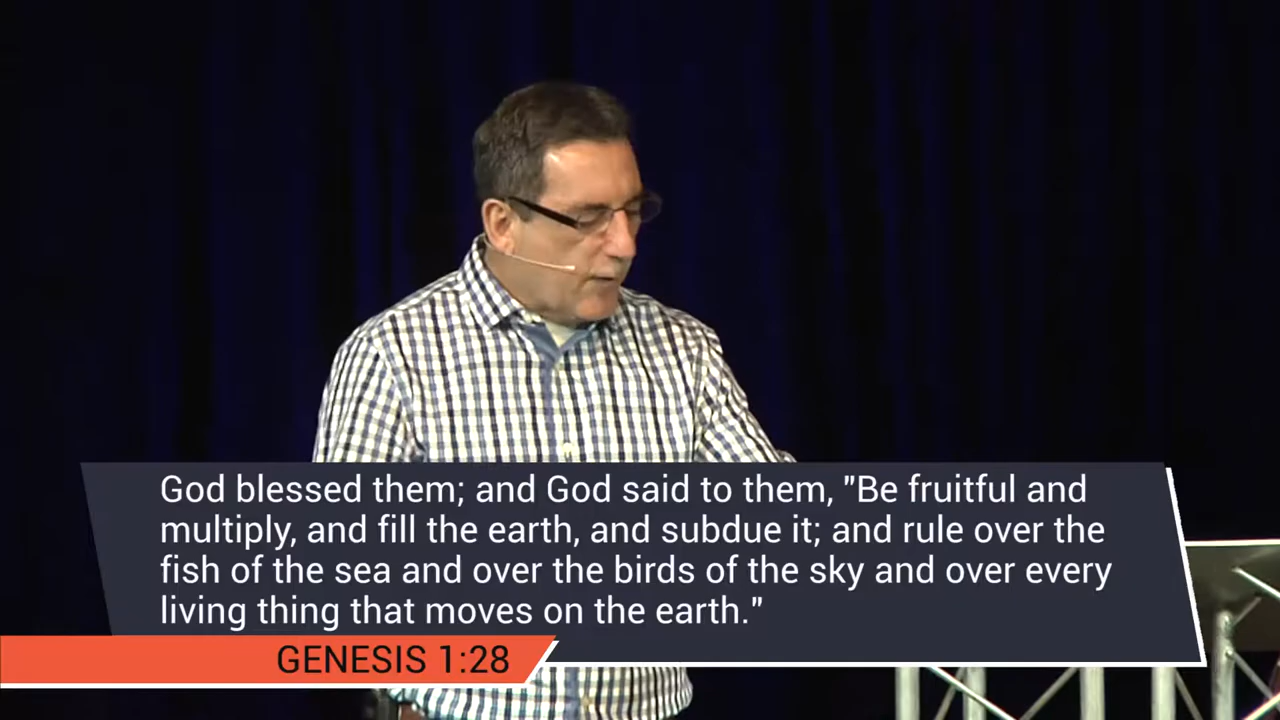 God blessed them; and God said to them, "Be fruitful and
multiply, and fill the earth, and subdue it; and rule over the
fish of the sea and over the birds of the sky and over every
living thing that moves on the earth."
GENESIS 1:28